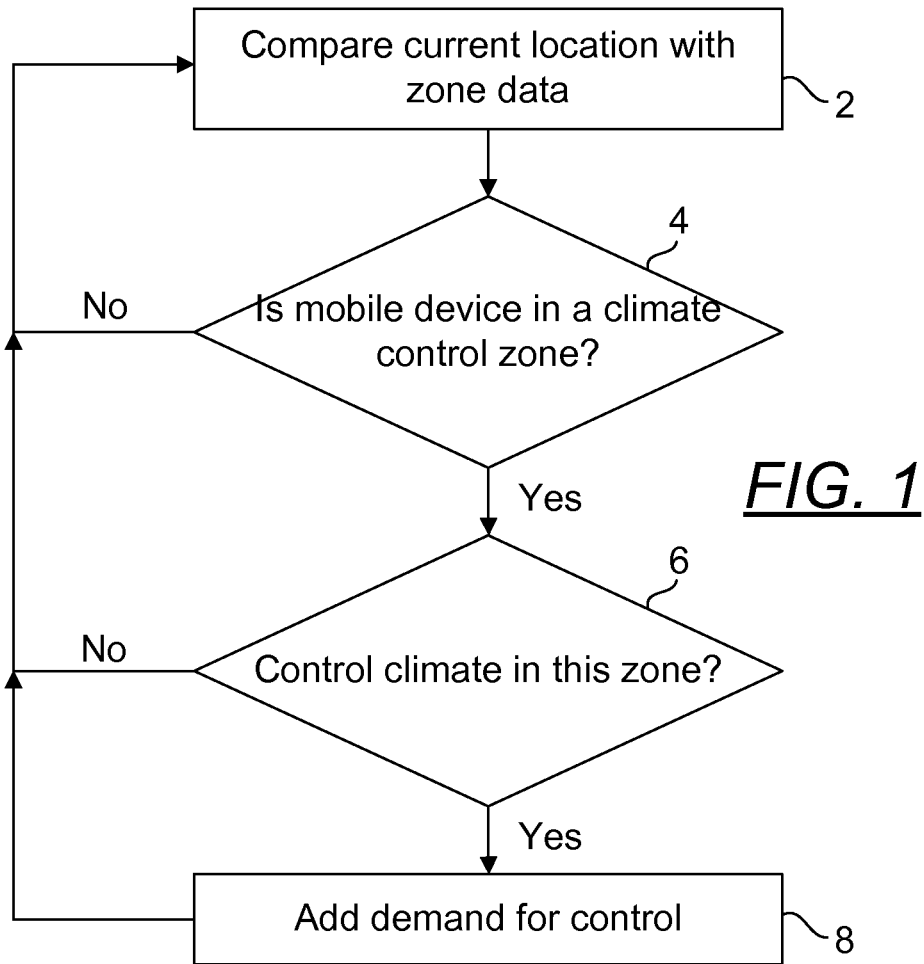 Compare current location with
zone data
2
4
Is mobile device in a climate
control zone?
No
Yes
FIG. 1
6
Control climate in this zone?
No
Yes
Add demand for control
8